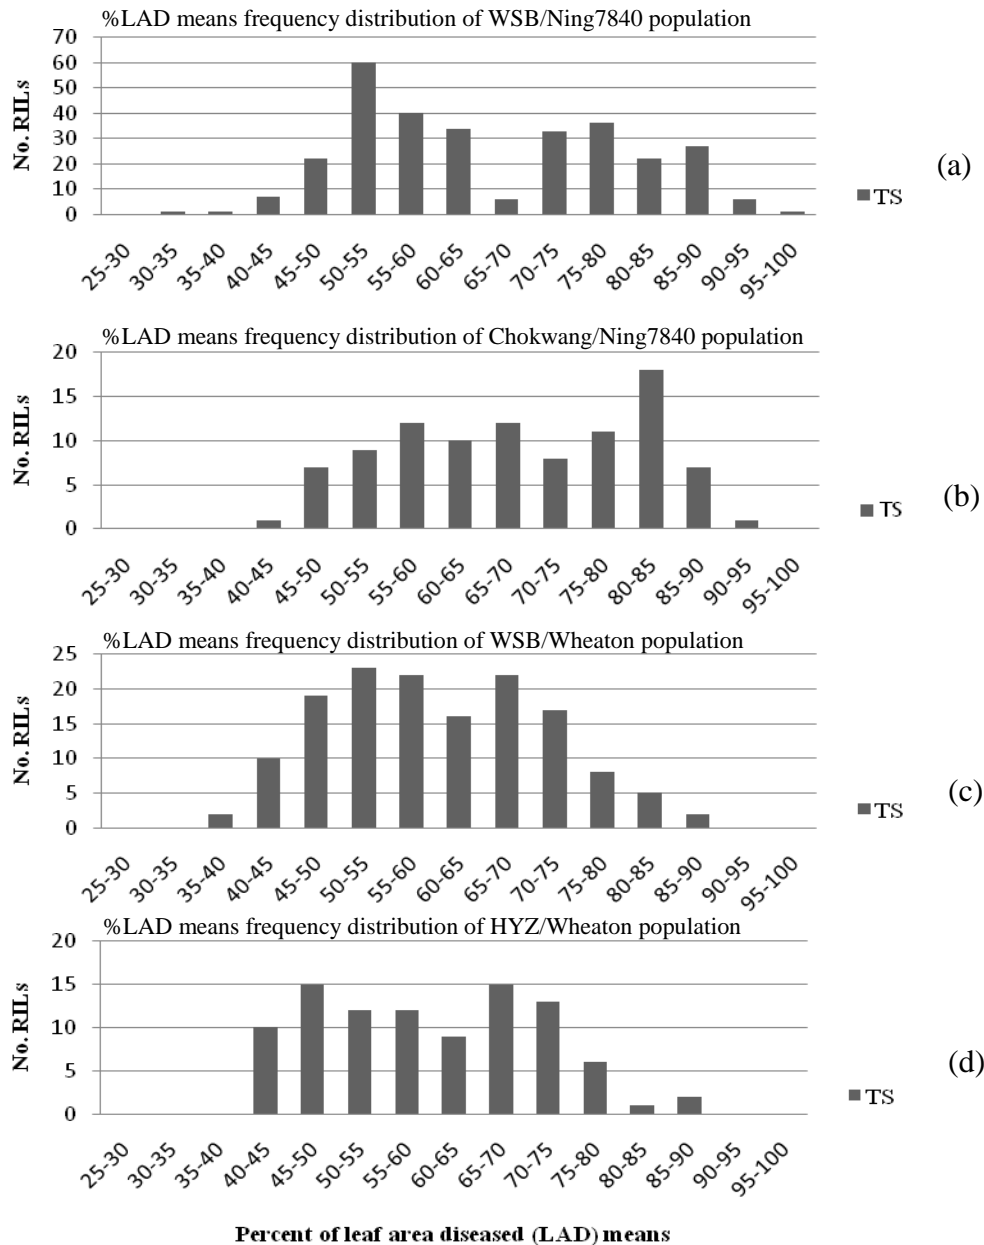 %LAD means frequency distribution of WSB/Ning7840 population
70
60
50
40
30
20
10
0
No. RILs
25-30 30-35 35-40 40-45 45-50 50-55 55-60 60-65 65-70 70-75 75-80 80-85 85-90 90-95 95-100
TS
(a)
%LAD means frequency distribution of Chokwang/Ning7840 population
20
15
10
5
0
No. RILs
25-30 30-35 35-40 40-45 45-50 50-55 55-60 60-65 65-70 70-75 75-80 80-85 85-90 90-95 95-100
TS
(b)
%LAD means frequency distribution of WSB/Wheaton population
25
20
15
10
5
0
No. RILs
25-30 30-35 35-40 40-45 45-50 50-55 55-60 60-65 65-70 70-75 75-80 80-85 85-90 90-95 95-100
TS
(c)
%LAD means frequency distribution of HYZ/Wheaton population
20
15
10
5
0
No. RILs
25-30 30-35 35-40 40-45 45-50 50-55 55-60 60-65 65-70 70-75 75-80 80-85 85-90 90-95 95-100
TS
(d)
Percent of leaf area diseased (LAD) means